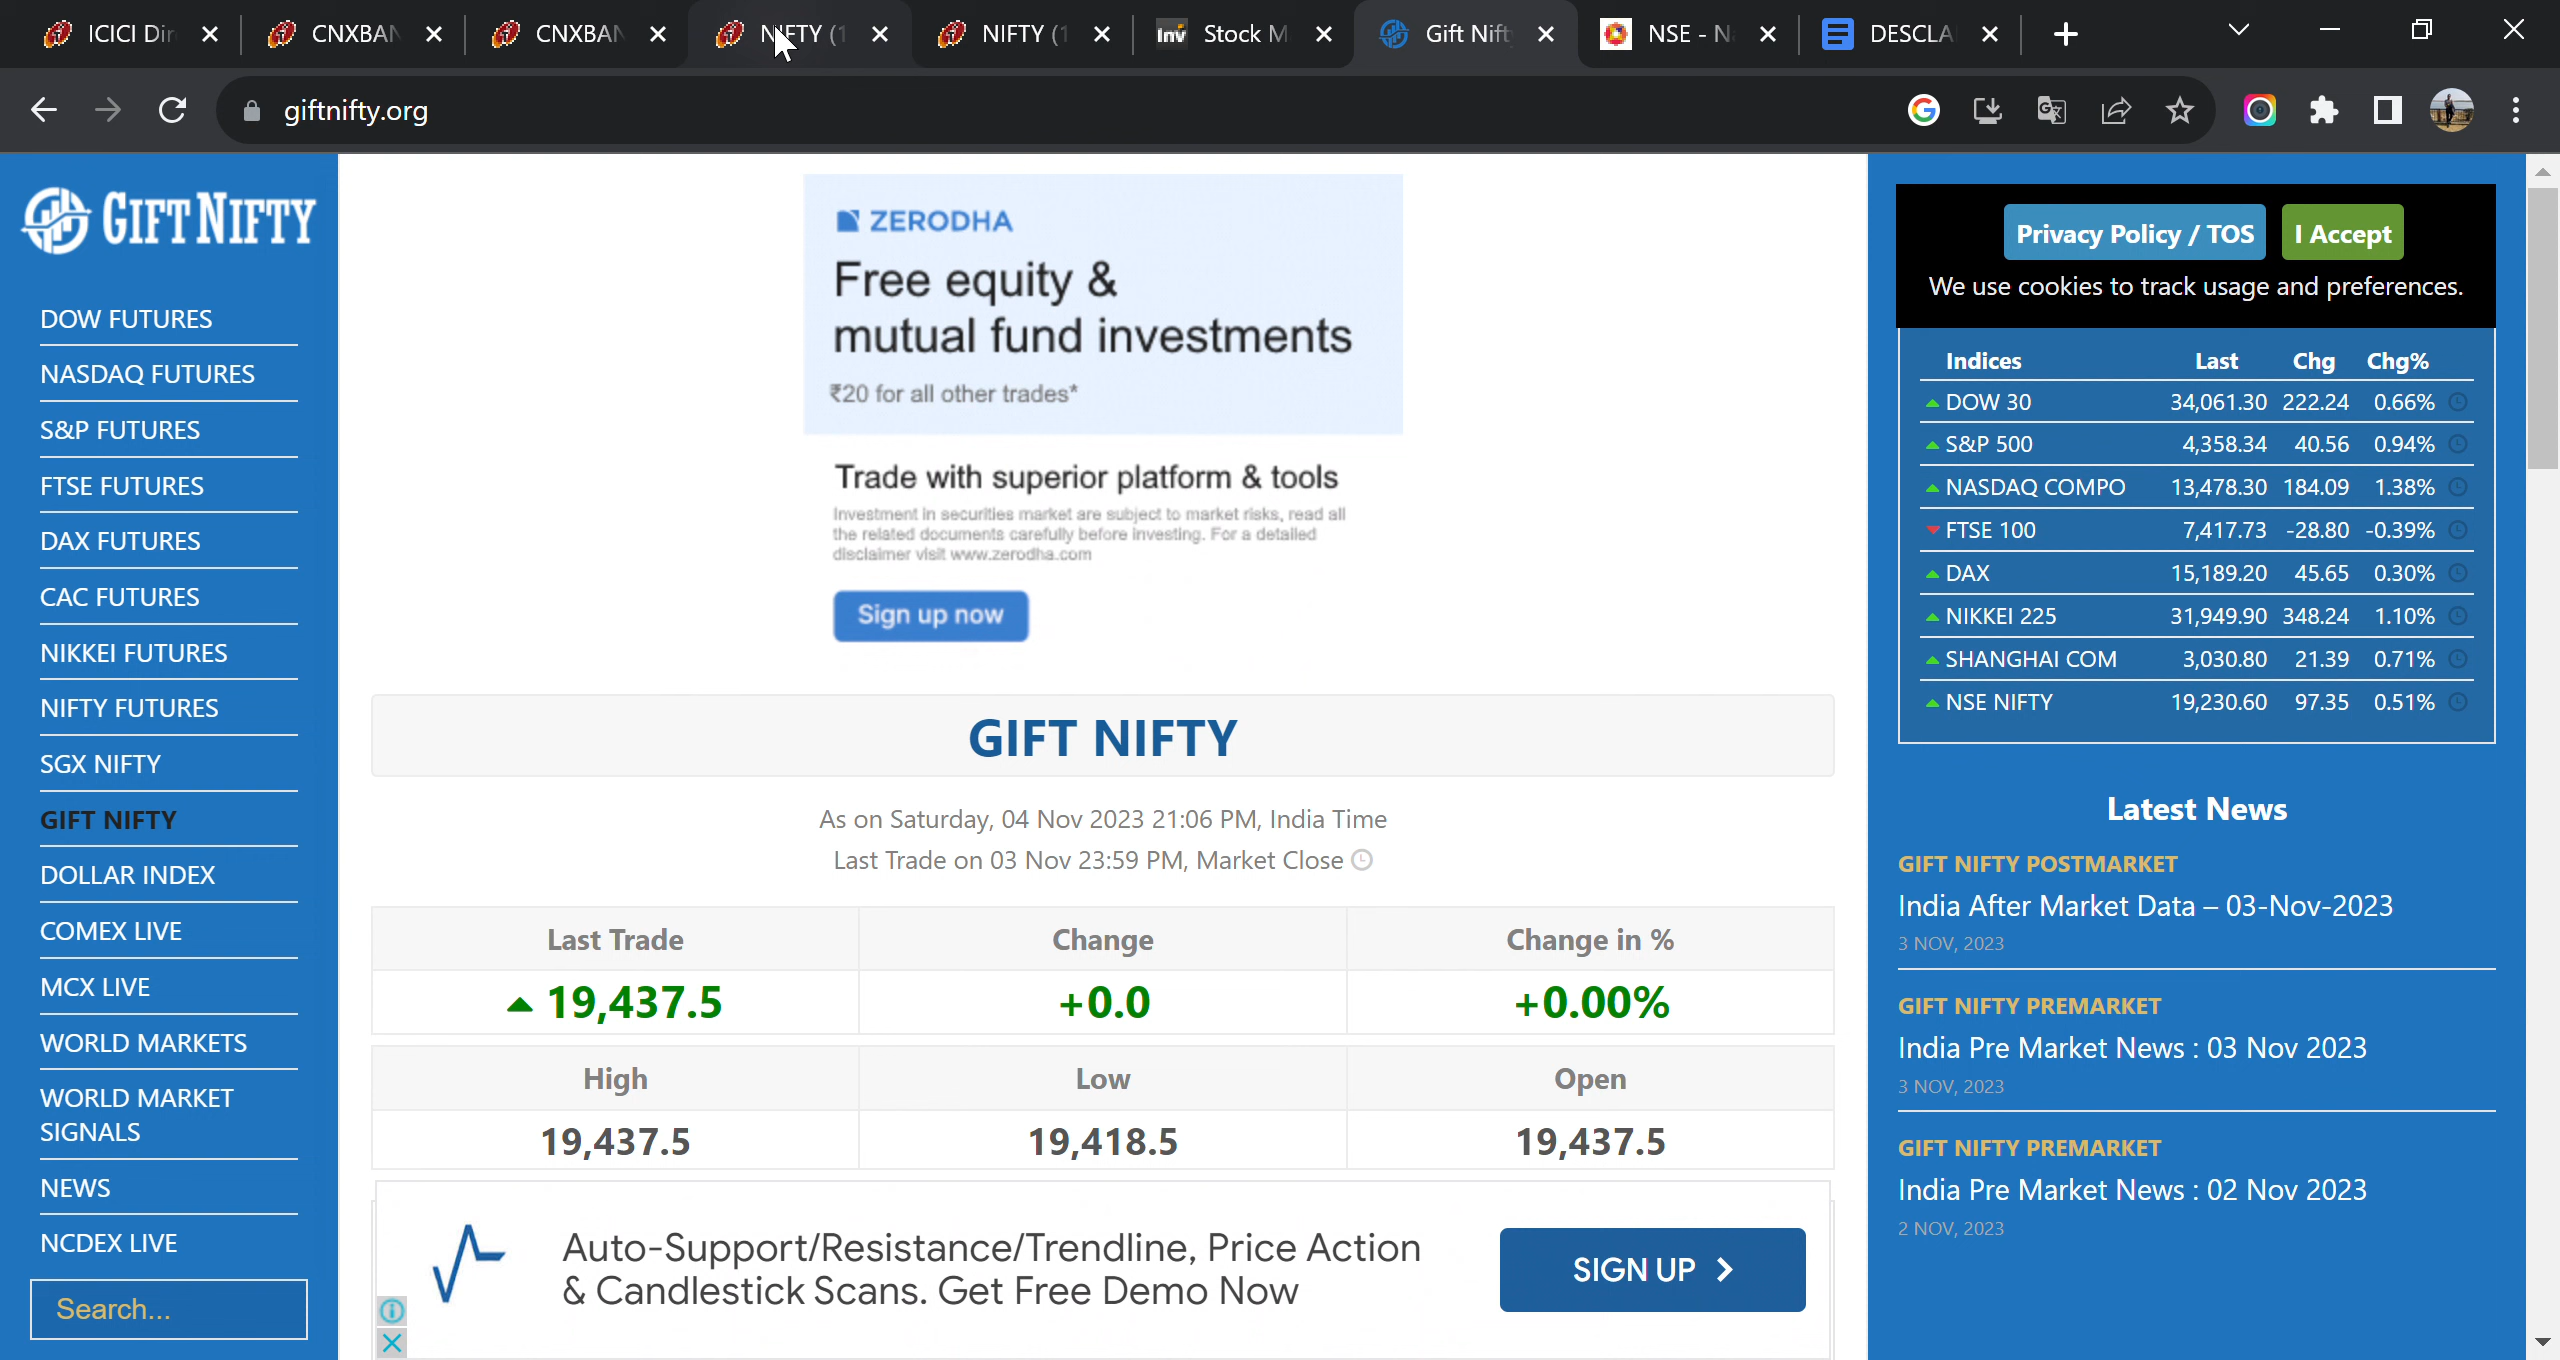 ICICI Dir
CNXBAN
CNXBAN
NIFTY (1
NIFTY (1
Inv Stock M
Gift Nift
NSE - Na
DESCLA
giftnifty.org
GIFT NIFTY
DOW FUTURES
NASDAQ FUTURES
S&P FUTURES
FTSE FUTURES
DAX FUTURES
CAC FUTURES
NIKKEI FUTURES
NIFTY FUTURES
SGX NIFTY
GIFT NIFTY
DOLLAR INDEX
COMEX LIVE
MCX LIVE
WORLD MARKETS
WORLD MARKET
SIGNALS
NEWS
NCDEX LIVE
Search...
ZERODHA
Free equity &
mutual fund investments
₹20 for all other trades*
Trade with superior platform & tools
Investment in securities market are subject to market risks, read all
the related documents carefully before investing. For a detailed
disclaimer visit www.zerodha.com
Sign up now
GIFT NIFTY
As on Saturday, 04 Nov 2023 21:06 PM, India Time
Last Trade on 03 Nov 23:59 PM, Market Close
Last Trade Change Change in %
19,437.5 +0.0 +0.00%
High Low Open
19,437.5 19,418.5 19,437.5
Auto-Support/Resistance/Trendline, Price Action
& Candlestick Scans. Get Free Demo Now
SIGN UP
Privacy Policy / TOS I Accept
We use cookies to track usage and preferences.
Indices Last Chg Chg%
DOW 30 34,061.30 222.24 0.66%
S&P 500 4,358.34 40.56 0.94%
NASDAQ COMPO 13,478.30 184.09 1.38%
FTSE 100 7,417.73 -28.80 -0.39%
DAX 15,189.20 45.65 0.30%
NIKKEI 225 31,949.90 348.24 1.10%
SHANGHAI COM 3,030.80 21.39 0.71%
NSE NIFTY 19,230.60 97.35 0.51%
Latest News
GIFT NIFTY POSTMARKET
India After Market Data – 03-Nov-2023
3 NOV, 2023
GIFT NIFTY PREMARKET
India Pre Market News : 03 Nov 2023
3 NOV, 2023
GIFT NIFTY PREMARKET
India Pre Market News : 02 Nov 2023
2 NOV, 2023